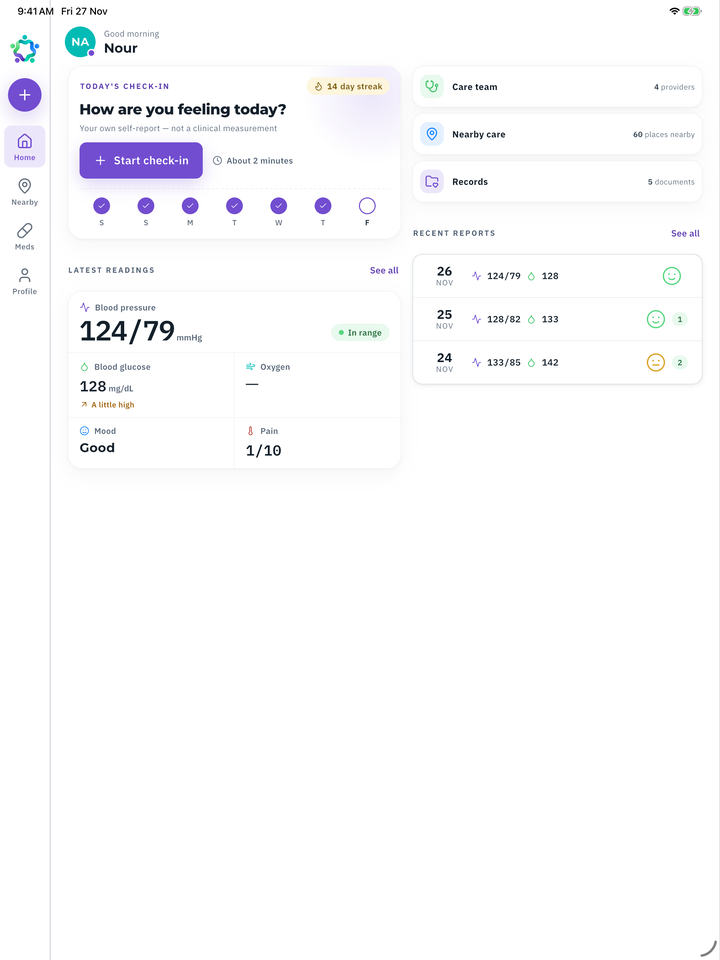 9:41 AM Fri 27 Nov
NA
Good morning
Nour
Home
Nearby
Meds
Profile
TODAY'S CHECK-IN
14 day streak
How are you feeling today?
Your own self-report — not a clinical measurement
Start check-in
About 2 minutes
S S M T W T F
LATEST READINGS
See all
Blood pressure
124/79 mmHg
In range
Blood glucose
128 mg/dL
A little high
Oxygen
—
Mood
Good
Pain
1/10
Care team
4 providers
Nearby care
60 places nearby
Records
5 documents
RECENT REPORTS
See all
26 NOV
124/79 128
25 NOV
128/82 133
1
24 NOV
133/85 142
2